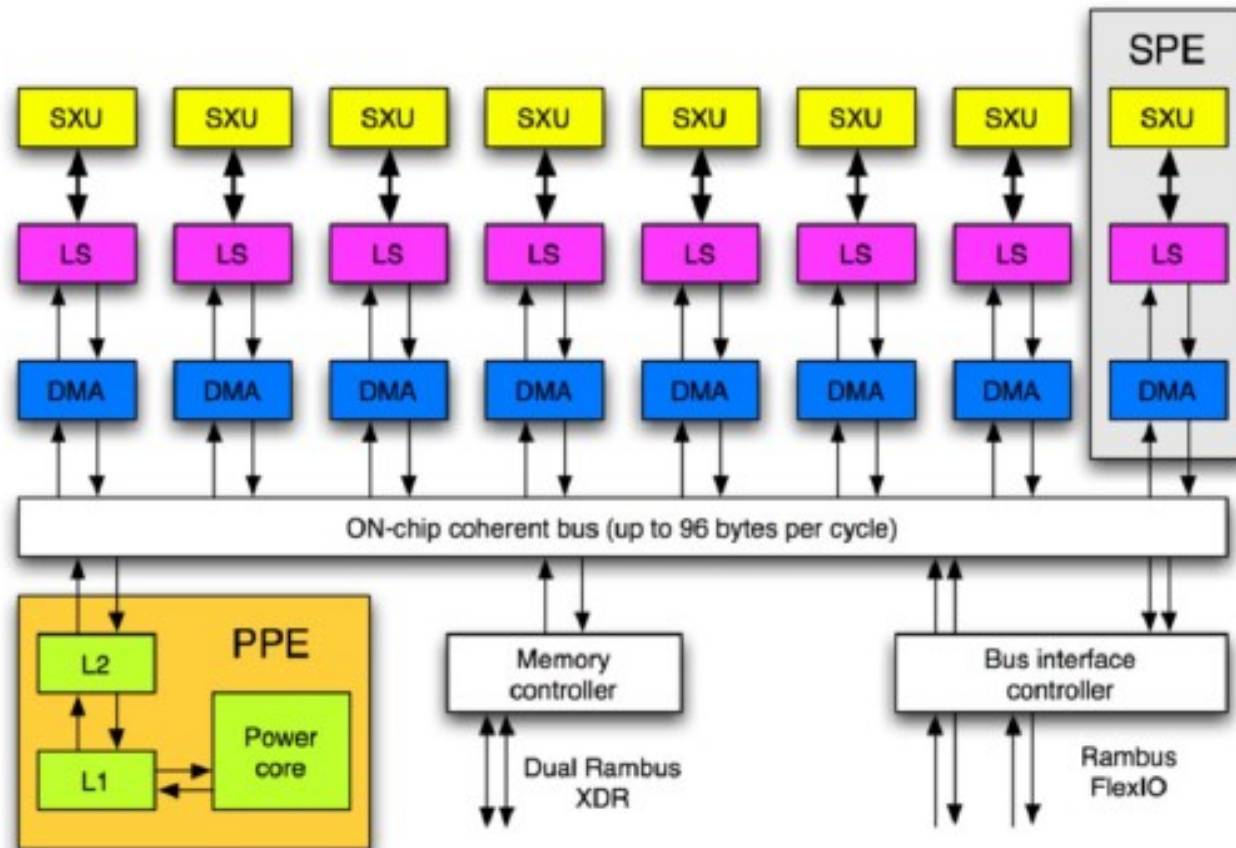 SPE
SXU SXU SXU SXU SXU SXU SXU SXU
LS LS LS LS LS LS LS LS
DMA DMA DMA DMA DMA DMA DMA DMA
ON-chip coherent bus (up to 96 bytes per cycle)
PPE
L2
Power
core
L1
Memory
controller
Dual Rambus
XDR
Bus interface
controller
Rambus
FlexIO